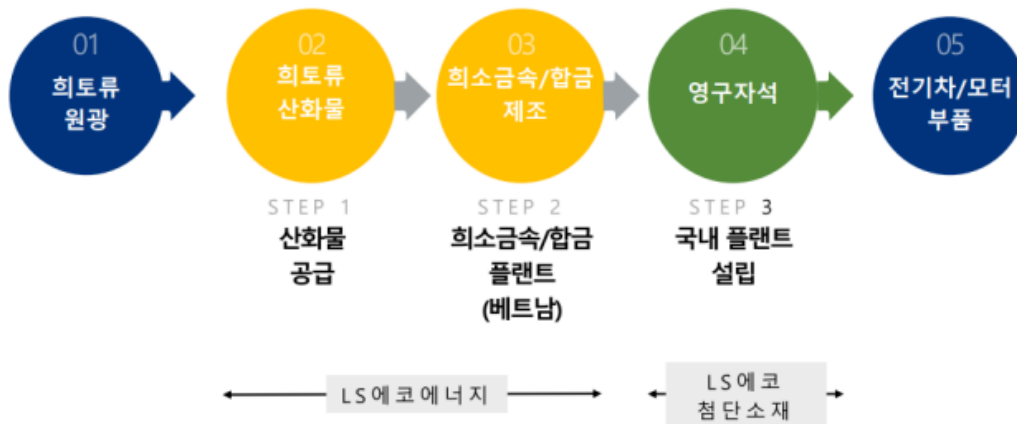 01
희토류
원광
02
희토류
산화물
03
희소금속/합금
제조
04
영구자석
05
전기차/모터
부품
STEP 1
산화물
공급
STEP 2
희소금속/합금
플랜트
(베트남)
STEP 3
국내 플랜트
설립
LS에코에너지
LS에코
첨단소재